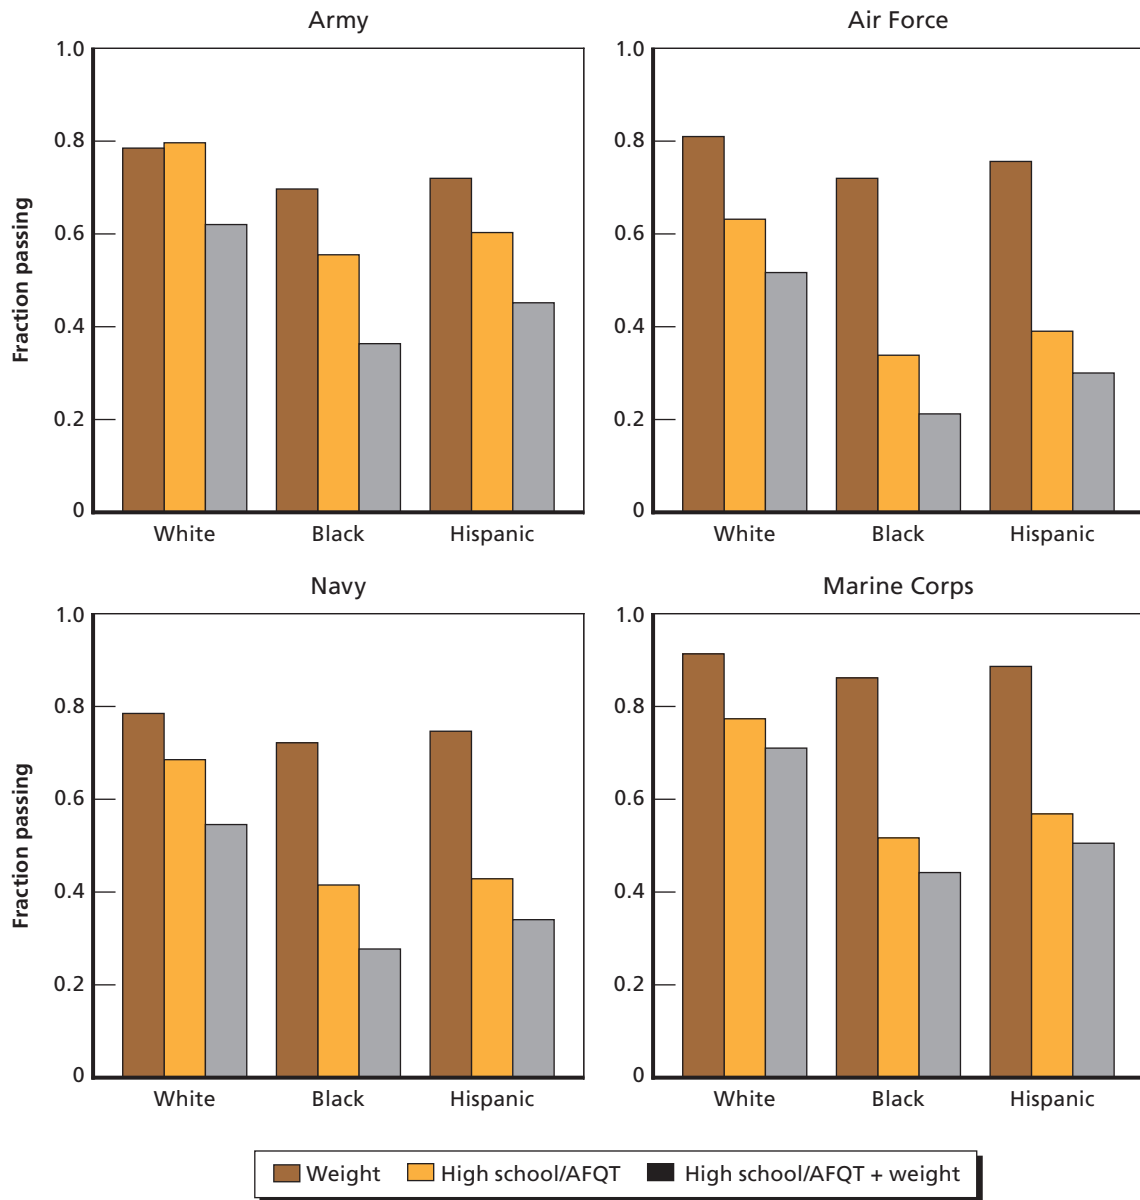 Army
Air Force
Fraction passing
1.0
0.8
0.6
0.4
0.2
0
White Black Hispanic
1.0
0.8
0.6
0.4
0.2
0
White Black Hispanic
Navy
Marine Corps
Fraction passing
1.0
0.8
0.6
0.4
0.2
0
White Black Hispanic
1.0
0.8
0.6
0.4
0.2
0
White Black Hispanic
Weight High school/AFQT High school/AFQT + weight